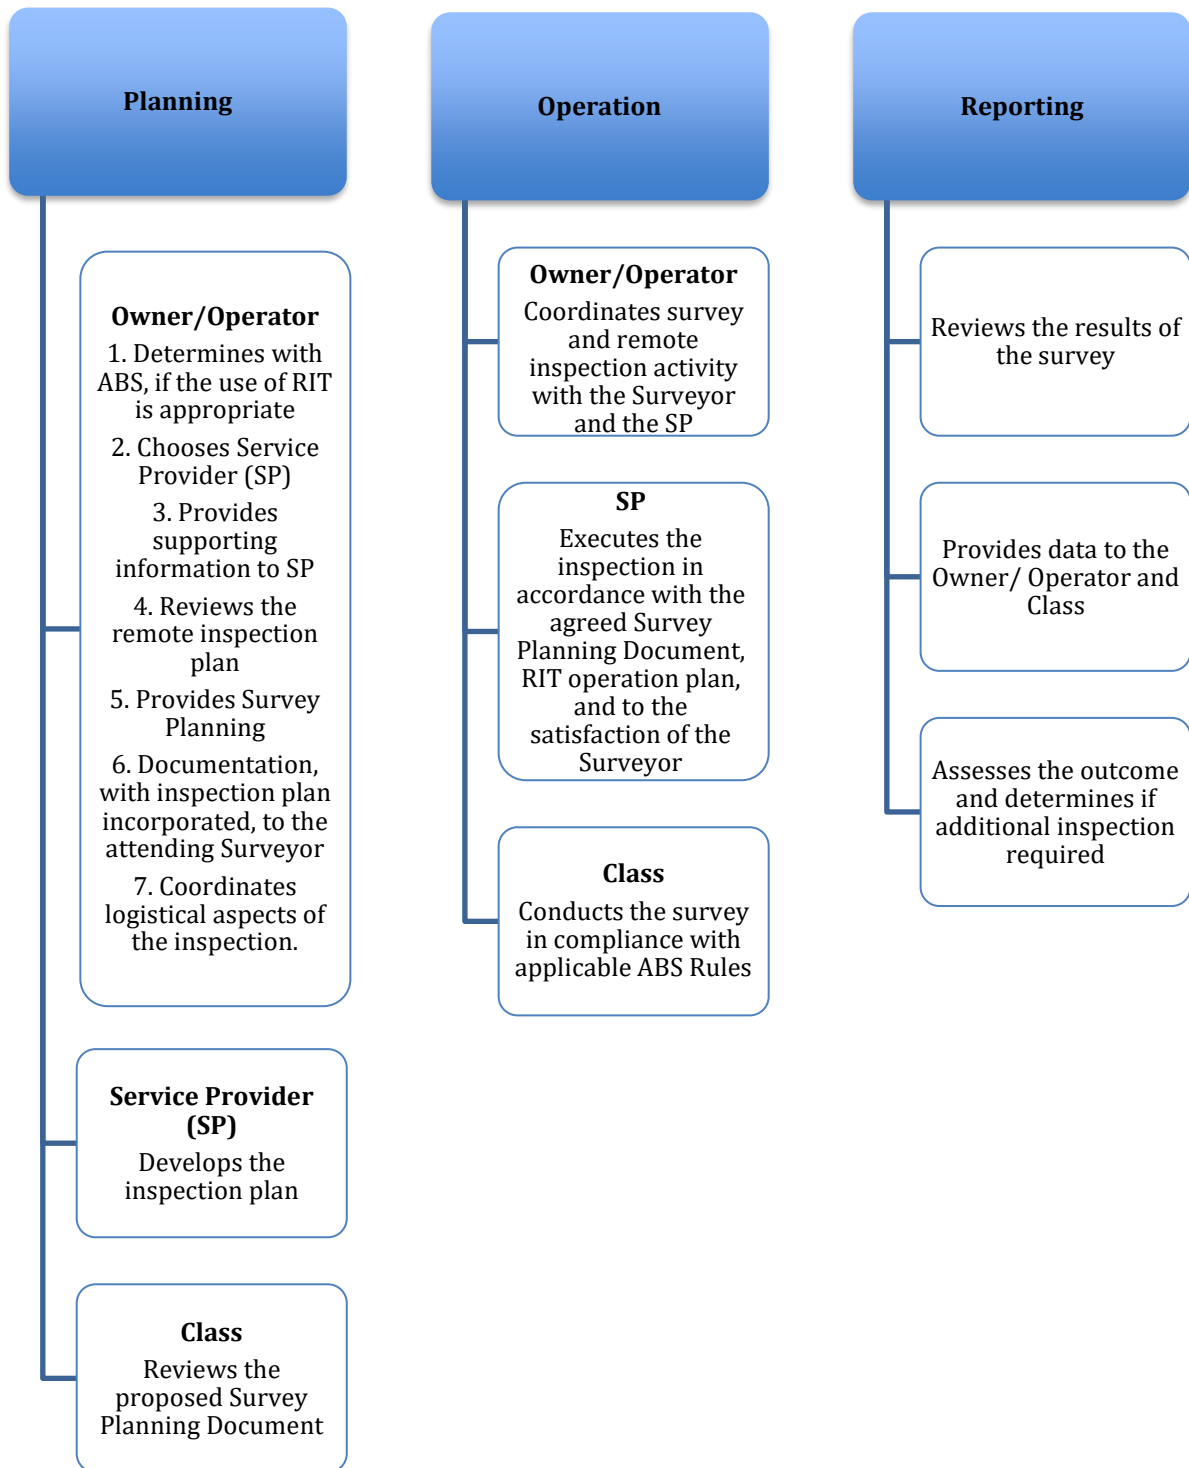 Planning
Owner/Operator
1. Determines with
ABS, if the use of RIT
is appropriate
2. Chooses Service
Provider (SP)
3. Provides
supporting
information to SP
4. Reviews the
remote inspection
plan
5. Provides Survey
Planning
6. Documentation,
with inspection plan
incorporated, to the
attending Surveyor
7. Coordinates
logistical aspects of
the inspection.
Service Provider
(SP)
Develops the
inspection plan
Class
Reviews the
proposed Survey
Planning Document
Operation
Owner/Operator
Coordinates survey
and remote
inspection activity
with the Surveyor
and the SP
SP
Executes the
inspection in
accordance with the
agreed Survey
Planning Document,
RIT operation plan,
and to the
satisfaction of the
Surveyor
Class
Conducts the survey
in compliance with
applicable ABS Rules
Reporting
Reviews the results of
the survey
Provides data to the
Owner/ Operator and
Class
Assesses the outcome
and determines if
additional inspection
required